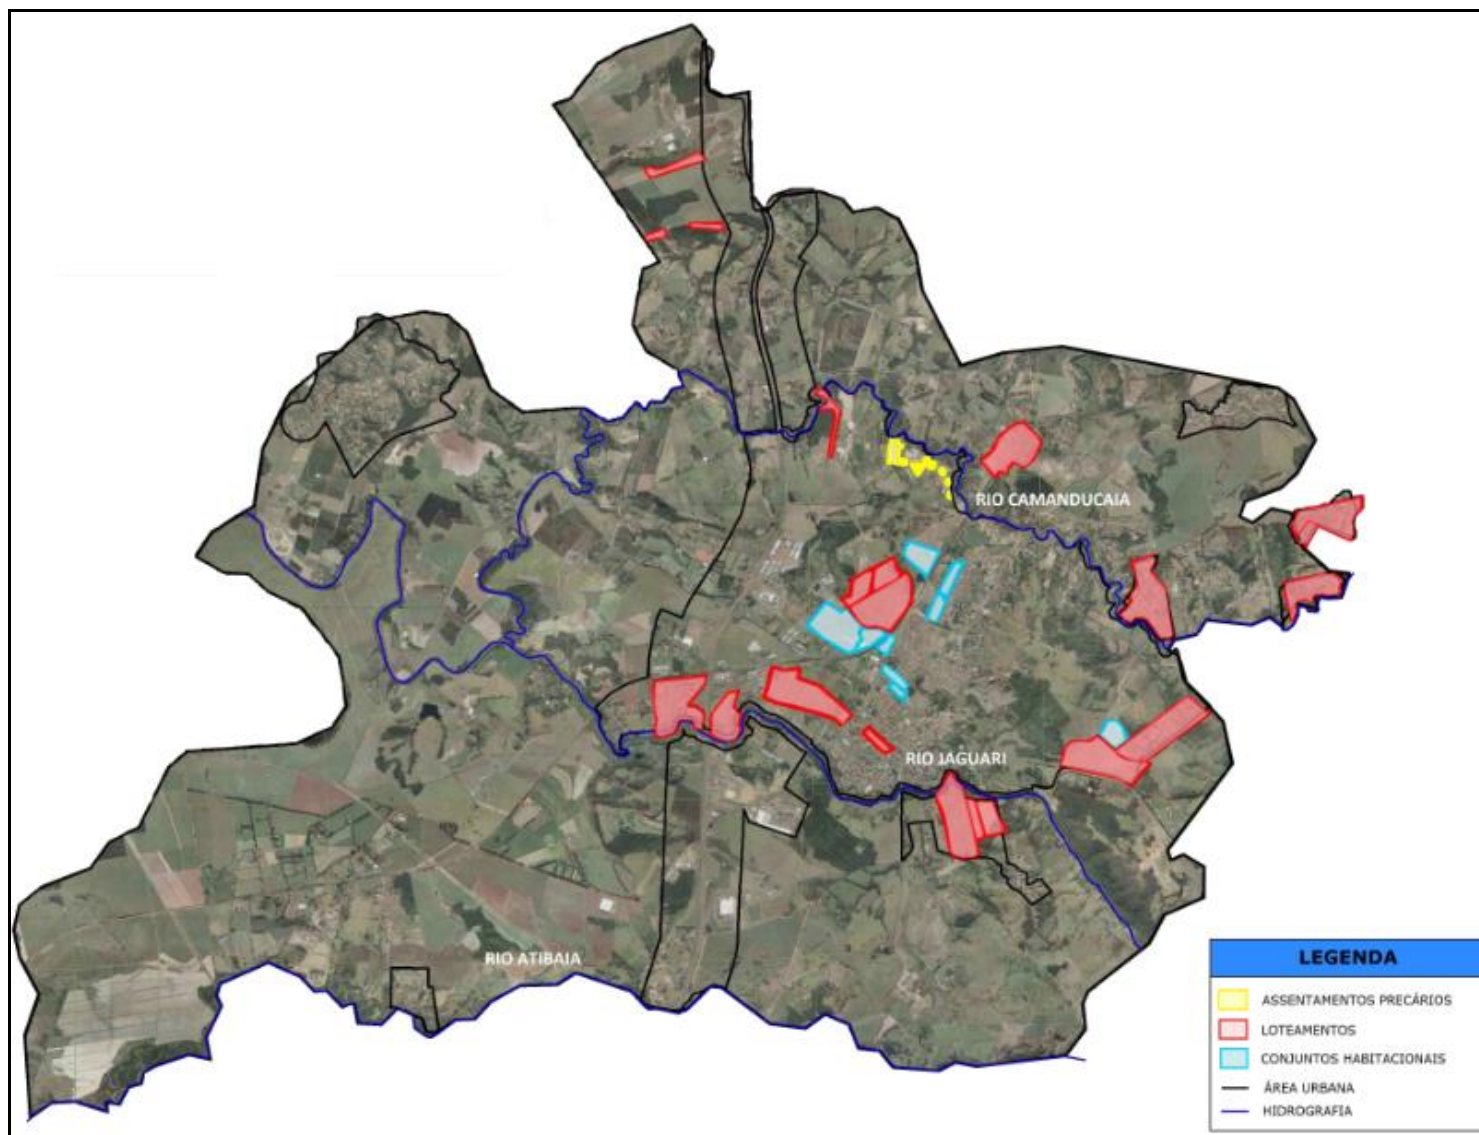 RIO CAMANDUCAIA
RIO JAGUARI
RIO ATIBAIA
LEGENDA
ASSENTAMENTOS PRECÁRIOS
LOTEAMENTOS
CONJUNTOS HABITACIONAIS
ÁREA URBANA
HIDROGRAFIA